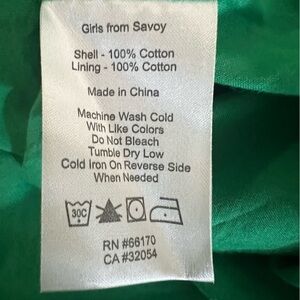 Girls from Savoy
Shell - 100% Cotton
Lining - 100% Cotton
Made in China
Machine Wash Cold
With Like Colors
Do Not Bleach
Tumble Dry Low
Cold Iron On Reverse Side
When Needed
30C
RN #66170
CA #32054